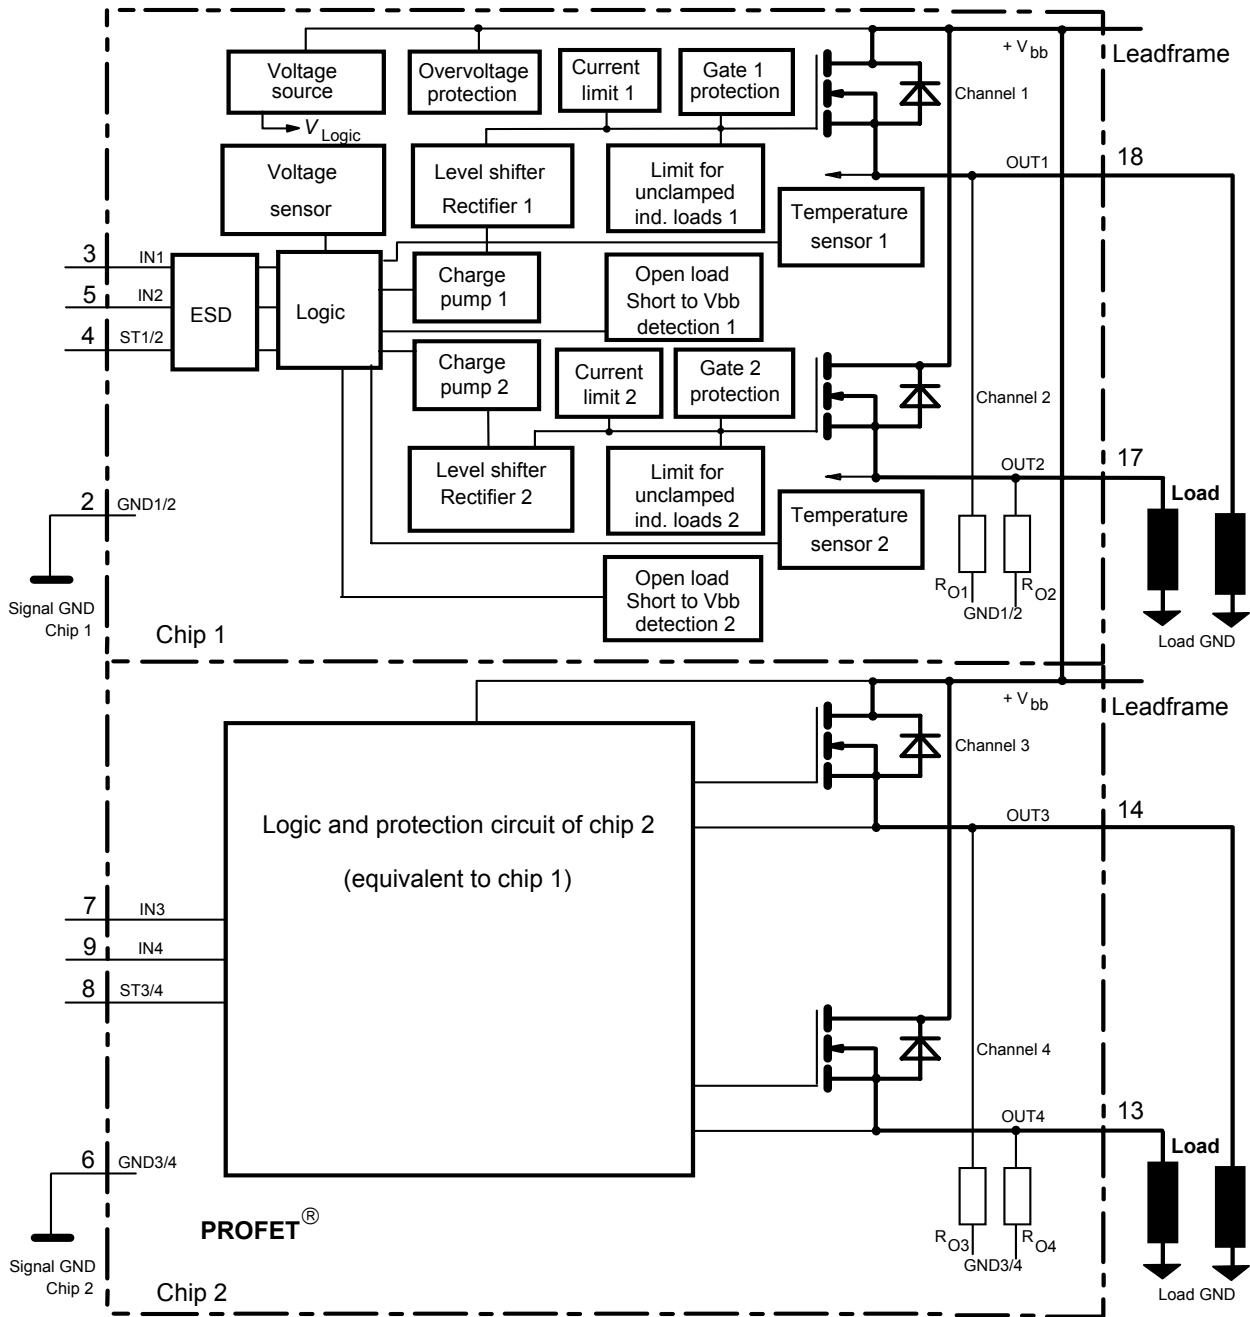 + V bb
Leadframe
Voltage
source
Overvoltage
protection
Current
limit 1
Gate 1
protection
Channel 1
V Logic
Voltage
sensor
Level shifter
Rectifier 1
Limit for
unclamped
ind. loads 1
OUT1
18
Temperature
sensor 1
3 IN1
5 IN2
4 ST1/2
ESD
Logic
Charge
pump 1
Open load
Short to Vbb
detection 1
Charge
pump 2
Current
limit 2
Gate 2
protection
Channel 2
Level shifter
Rectifier 2
Limit for
unclamped
ind. loads 2
OUT2
17
Load
2 GND1/2
Temperature
sensor 2
Open load
Short to Vbb
detection 2
RO1
RO2
GND1/2
Signal GND
Chip 1
Chip 1
Load GND
+ V bb
Leadframe
Channel 3
Logic and protection circuit of chip 2
(equivalent to chip 1)
OUT3
14
7 IN3
9 IN4
8 ST3/4
Channel 4
OUT4
13
Load
6 GND3/4
PROFET®
RO3
RO4
GND3/4
Signal GND
Chip 2
Chip 2
Load GND